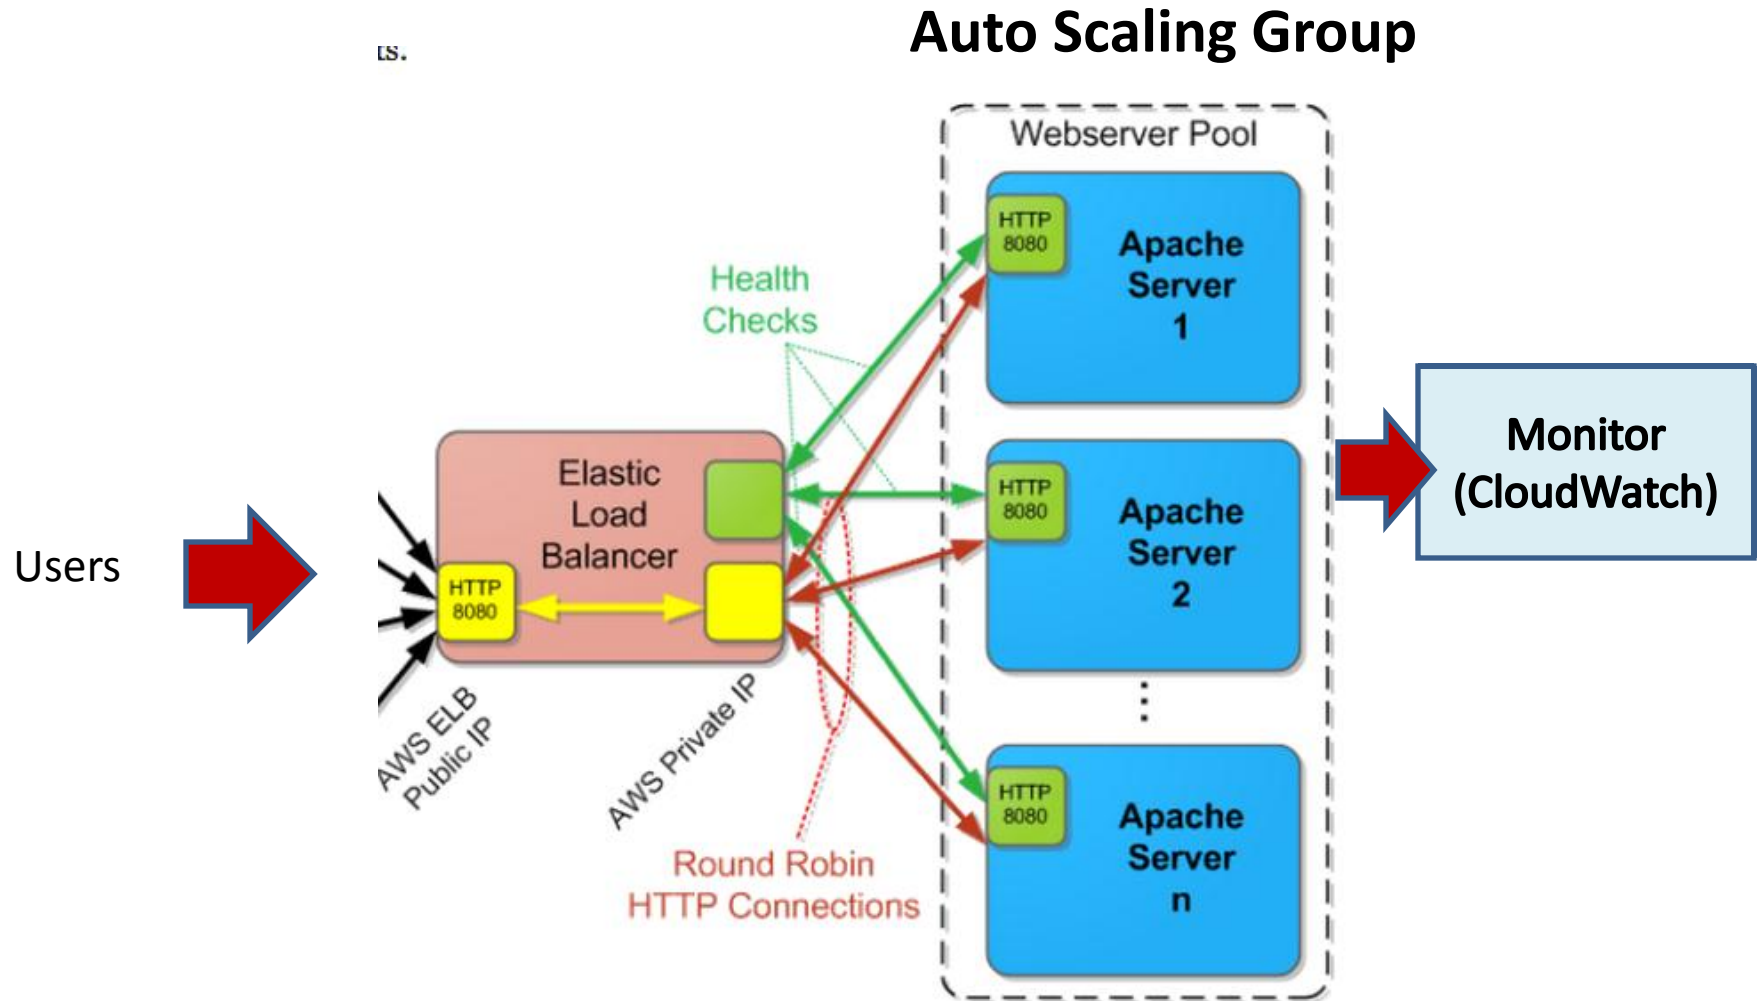 Auto Scaling Group
ts.
Webserver Pool
HTTP
8080
Apache
Server
1
Health
Checks
Monitor
(CloudWatch)
Elastic
Load
Balancer
HTTP
8080
Apache
Server
2
Users
HTTP
8080
AWS ELB
Public IP
AWS Private IP
HTTP
8080
Apache
Server
n
Round Robin
HTTP Connections